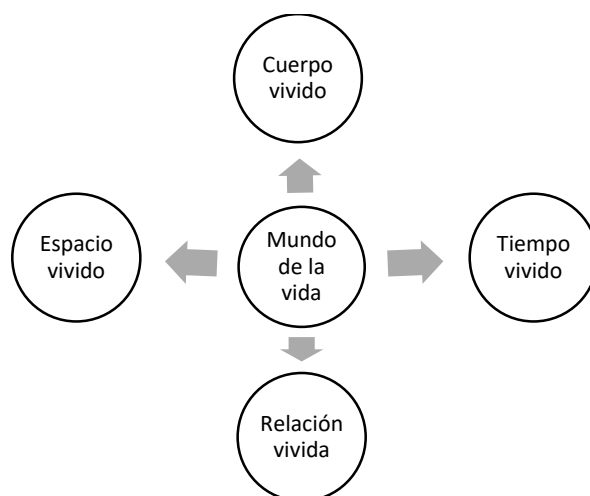 Cuerpo
vivido
Espacio
vivido
Mundo
de la
vida
Tiempo
vivido
Relación
vivida